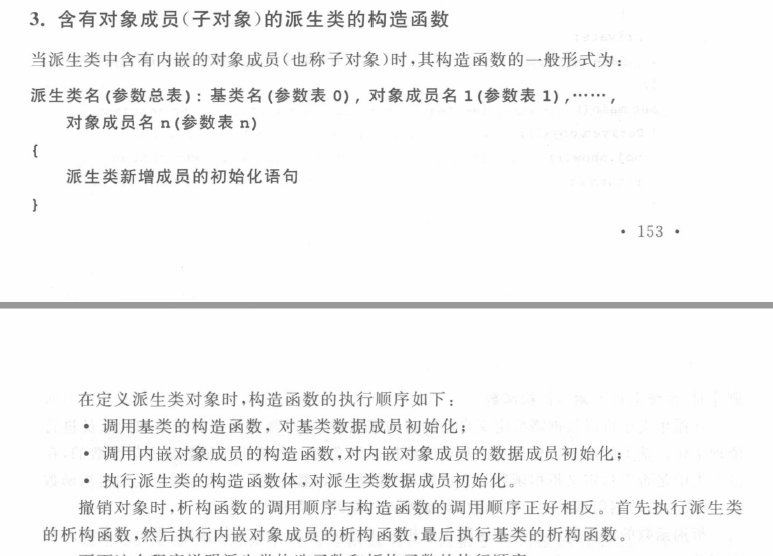 3. 含有对象成员(子对象)的派生类的构造函数
当派生类中含有内嵌的对象成员(也称子对象)时,其构造函数的一般形式为:
派生类名(参数总表): 基类名(参数表 0), 对象成员名 1(参数表 1),……,
对象成员名 n(参数表 n)
{
派生类新增成员的初始化语句
}
· 153 ·
在定义派生类对象时,构造函数的执行顺序如下:
• 调用基类的构造函数,对基类数据成员初始化;
• 调用内嵌对象成员的构造函数,对内嵌对象成员的数据成员初始化;
• 执行派生类的构造函数体,对派生类数据成员初始化。
撤销对象时,析构函数的调用顺序与构造函数的调用顺序正好相反。首先执行派生类
的析构函数,然后执行内嵌对象成员的析构函数,最后执行基类的析构函数。